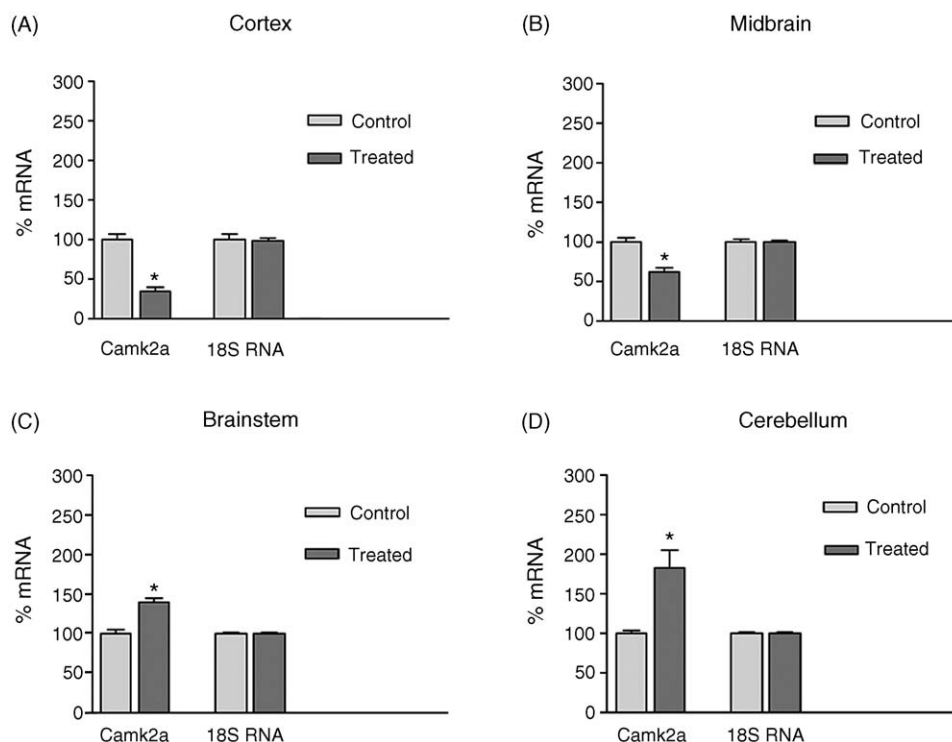 (A)
Cortex
300
250
200
150
100
50
0
% mRNA
Control
Treated
*
Camk2a
18S RNA
(B)
Midbrain
300
250
200
150
100
50
0
% mRNA
Control
Treated
*
Camk2a
18S RNA
(C)
Brainstem
300
250
200
150
100
50
0
% mRNA
Control
Treated
*
Camk2a
18S RNA
(D)
Cerebellum
300
250
200
150
100
50
0
% mRNA
Control
Treated
*
Camk2a
18S RNA